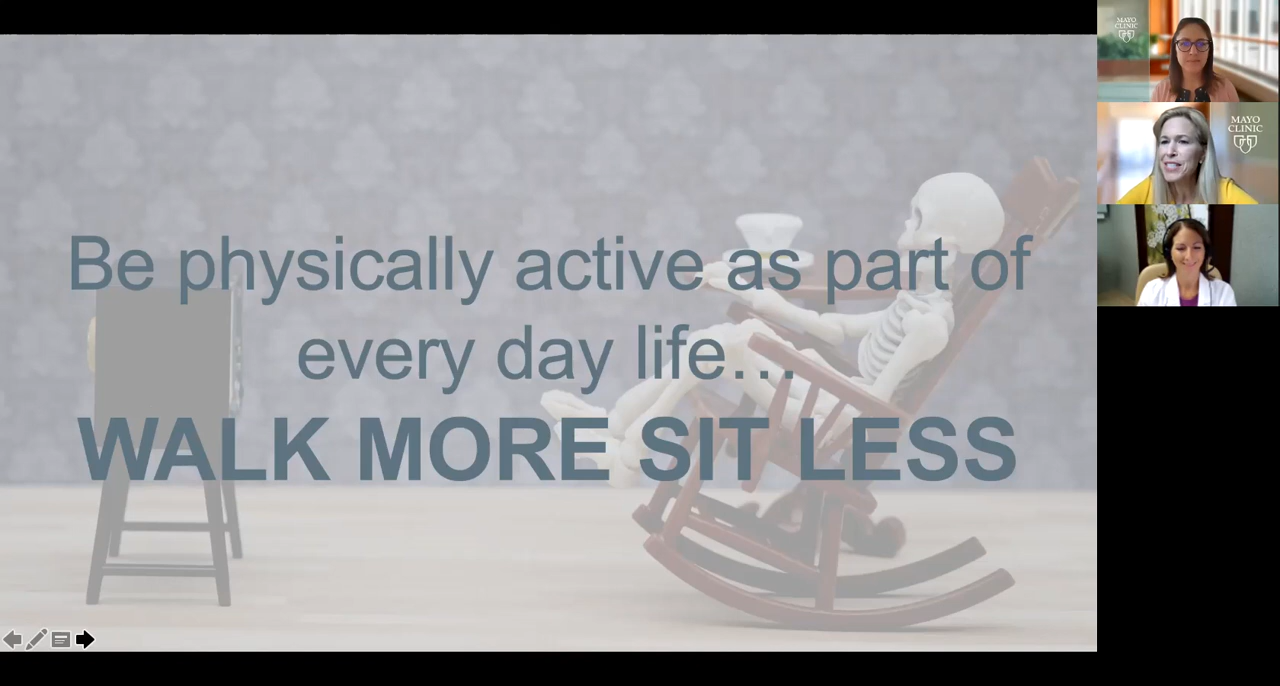 Be physically active as part of
every day life…
WALK MORE SIT LESS
MAYO
CLINIC
MAYO
CLINIC